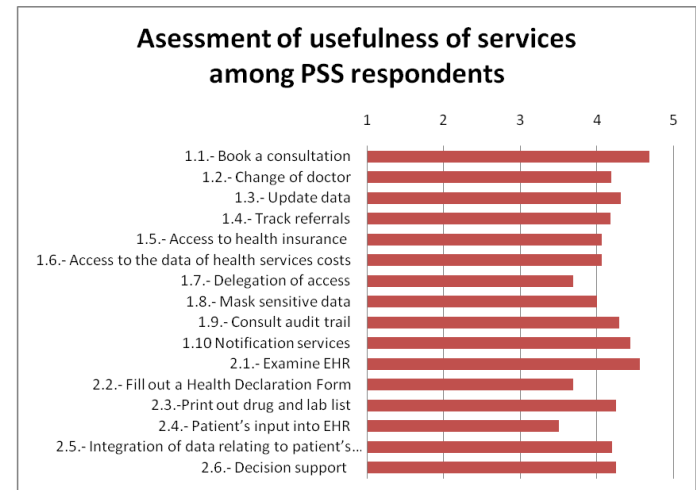 Asessment of usefulness of services
among PSS respondents
1 2 3 4 5
1.1.- Book a consultation
1.2.- Change of doctor
1.3.- Update data
1.4.- Track referrals
1.5.- Access to health insurance
1.6.- Access to the data of health services costs
1.7.- Delegation of access
1.8.- Mask sensitive data
1.9.- Consult audit trail
1.10 Notification services
2.1.- Examine EHR
2.2.- Fill out a Health Declaration Form
2.3.-Print out drug and lab list
2.4.- Patient’s input into EHR
2.5.- Integration of data relating to patient’s…
2.6.- Decision support